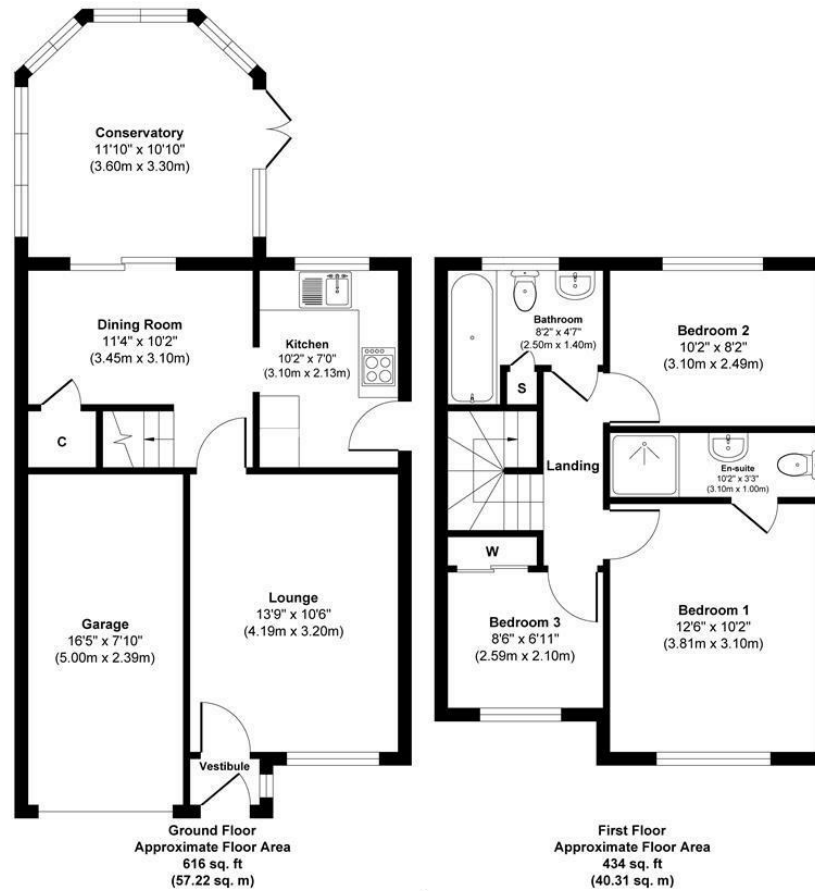 Conservatory
11'10" x 10'10"
(3.60m x 3.30m)
Dining Room
11'4" x 10'2"
(3.45m x 3.10m)
Kitchen
10'2" x 7'0"
(3.10m x 2.13m)
C
Garage
16'5" x 7'10"
(5.00m x 2.39m)
Lounge
13'9" x 10'6"
(4.19m x 3.20m)
Vestibule
Ground Floor
Approximate Floor Area
616 sq. ft
(57.22 sq. m)
Bathroom
8'2" x 4'7"
(2.50m x 1.40m)
S
Bedroom 2
10'2" x 8'2"
(3.10m x 2.49m)
Landing
En-suite
10'2" x 3'3"
(3.10m x 1.00m)
W
Bedroom 3
8'6" x 6'11"
(2.59m x 2.10m)
Bedroom 1
12'6" x 10'2"
(3.81m x 3.10m)
First Floor
Approximate Floor Area
434 sq. ft
(40.31 sq. m)